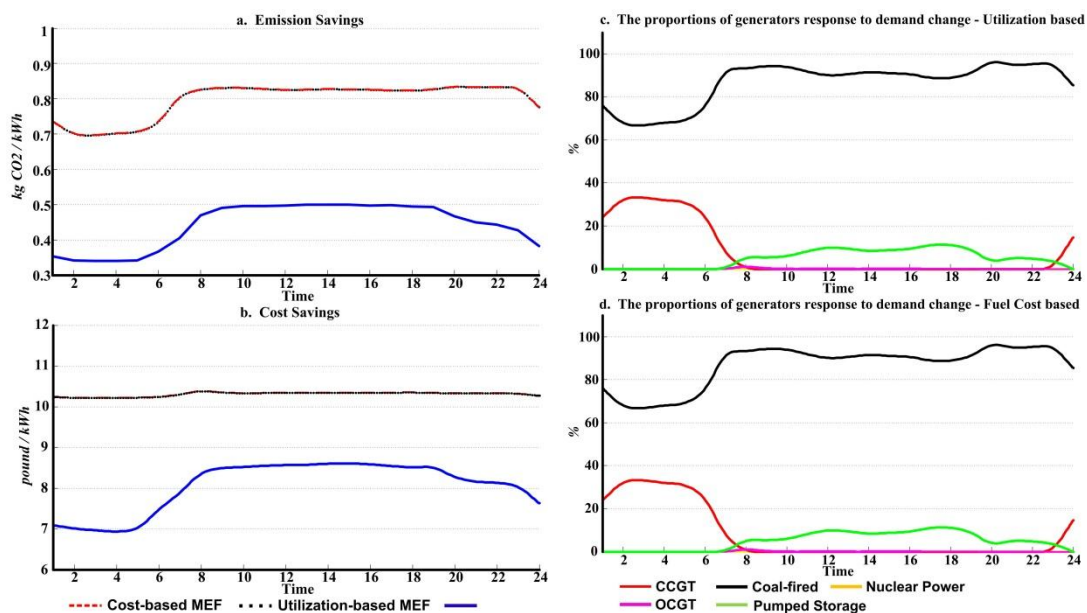 a. Emission Savings
1
0.9
0.8
0.7
0.6
0.5
0.4
0.3
kg CO2 / kWh
2 4 6 8 10 12 14 16 18 20 22 24
Time
b. Cost Savings
12
11
10
9
8
7
6
pound / kWh
2 4 6 8 10 12 14 16 18 20 22 24
Time
Cost-based MEF Utilization-based MEF
c. The proportions of generators response to demand change - Utilization based
100
80
60
40
20
0
%
2 4 6 8 10 12 14 16 18 20 22 24
Time
d. The proportions of generators response to demand change - Fuel Cost based
100
80
60
40
20
0
%
2 4 6 8 10 12 14 16 18 20 22 24
Time
CCGT Coal-fired Nuclear Power
OCGT Pumped Storage